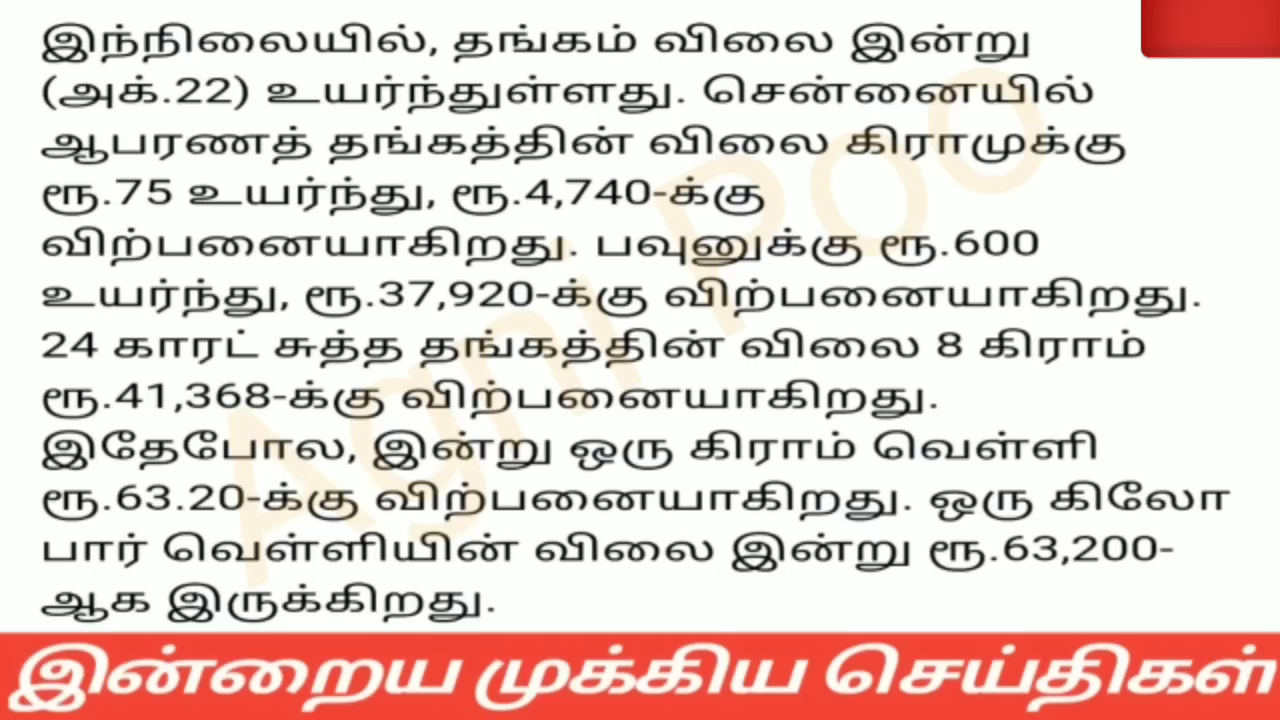 இந்நிலையில், தங்கம் விலை இன்று
(அக்.22) உயர்ந்துள்ளது. சென்னையில்
ஆபரணத் தங்கத்தின் விலை கிராமுக்கு
ரூ.75 உயர்ந்து, ரூ.4,740-க்கு
விற்பனையாகிறது. பவுனுக்கு ரூ.600
உயர்ந்து, ரூ.37,920-க்கு விற்பனையாகிறது.
24 காரட் சுத்த தங்கத்தின் விலை 8 கிராம்
ரூ.41,368-க்கு விற்பனையாகிறது.
இதேபோல, இன்று ஒரு கிராம் வெள்ளி
ரூ.63.20-க்கு விற்பனையாகிறது. ஒரு கிலோ
பார் வெள்ளியின் விலை இன்று ரூ.63,200-
ஆக இருக்கிறது.
Agni Poo
இன்றைய முக்கிய செய்திகள்